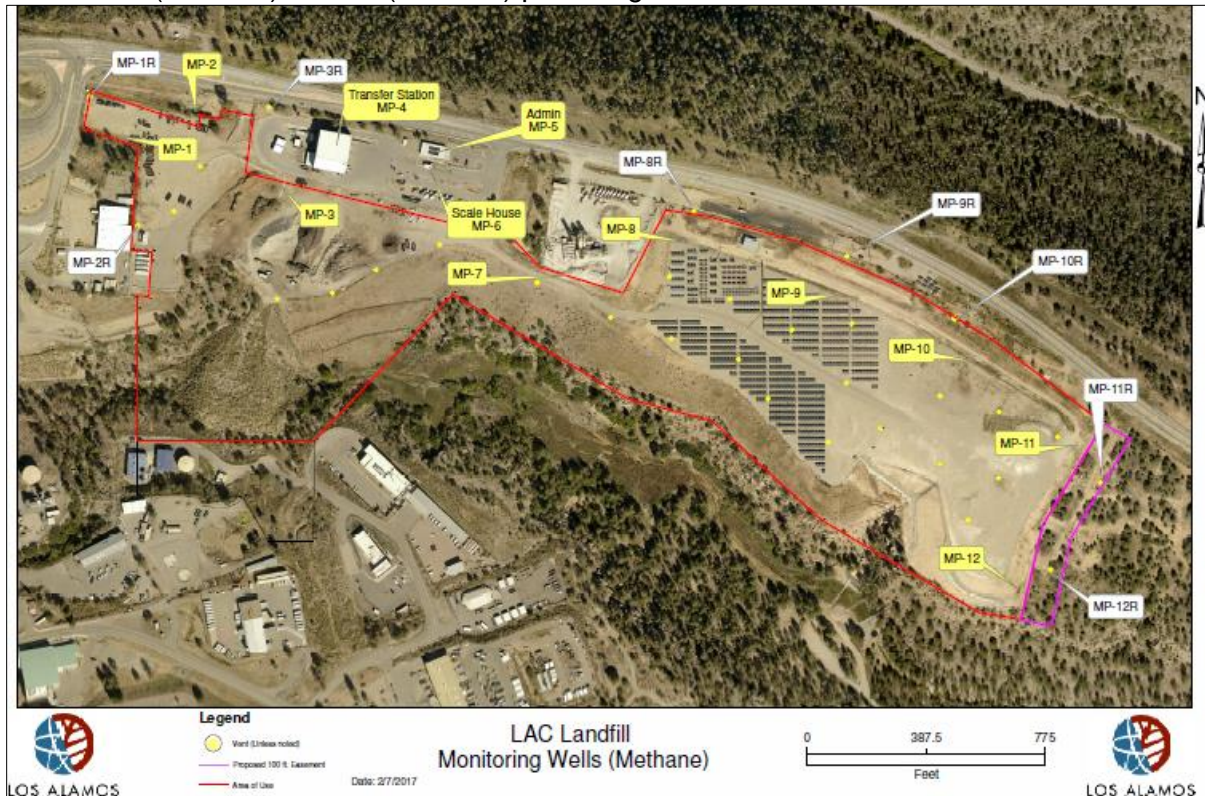 MP-1R
MP-2
MP-3R
Transfer Station
MP-4
Admin
MP-5
MP-1
MP-8R
MP-3
Scale House
MP-6
MP-9R
MP-8
MP-2R
MP-7
MP-10R
MP-9
MP-10
MP-11R
MP-11
MP-12
MP-12R
N
LOS ALAMOS
Legend
Vent (Unless noted)
Proposed 100 ft. Easement
Area of Use
Date: 2/7/2017
LAC Landfill
Monitoring Wells (Methane)
0 387.5 775
Feet
LOS ALAMOS